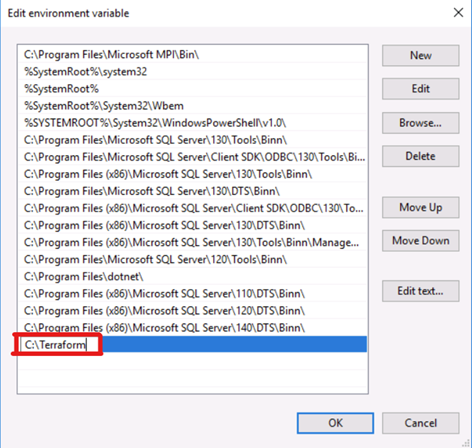 Edit environment variable
C:\Program Files\Microsoft MPI\Bin\
New
%SystemRoot%\system32
%SystemRoot%
Edit
%SystemRoot%\System32\Wbem
%SYSTEMROOT%\System32\WindowsPowerShell\v1.0\
Browse...
C:\Program Files\Microsoft SQL Server\130\Tools\Binn\
C:\Program Files\Microsoft SQL Server\Client SDK\ODBC\130\Tools\Bi...
Delete
C:\Program Files (x86)\Microsoft SQL Server\130\Tools\Binn\
C:\Program Files\Microsoft SQL Server\130\DTS\Binn\
C:\Program Files (x86)\Microsoft SQL Server\Client SDK\ODBC\130\To...
Move Up
C:\Program Files (x86)\Microsoft SQL Server\130\DTS\Binn\
C:\Program Files (x86)\Microsoft SQL Server\130\Tools\Binn\Manage...
Move Down
C:\Program Files\Microsoft SQL Server\120\Tools\Binn\
C:\Program Files\dotnet\
C:\Program Files (x86)\Microsoft SQL Server\110\DTS\Binn\
Edit text...
C:\Program Files (x86)\Microsoft SQL Server\120\DTS\Binn\
C:\Program Files (x86)\Microsoft SQL Server\140\DTS\Binn\
C:\Terraform
OK
Cancel